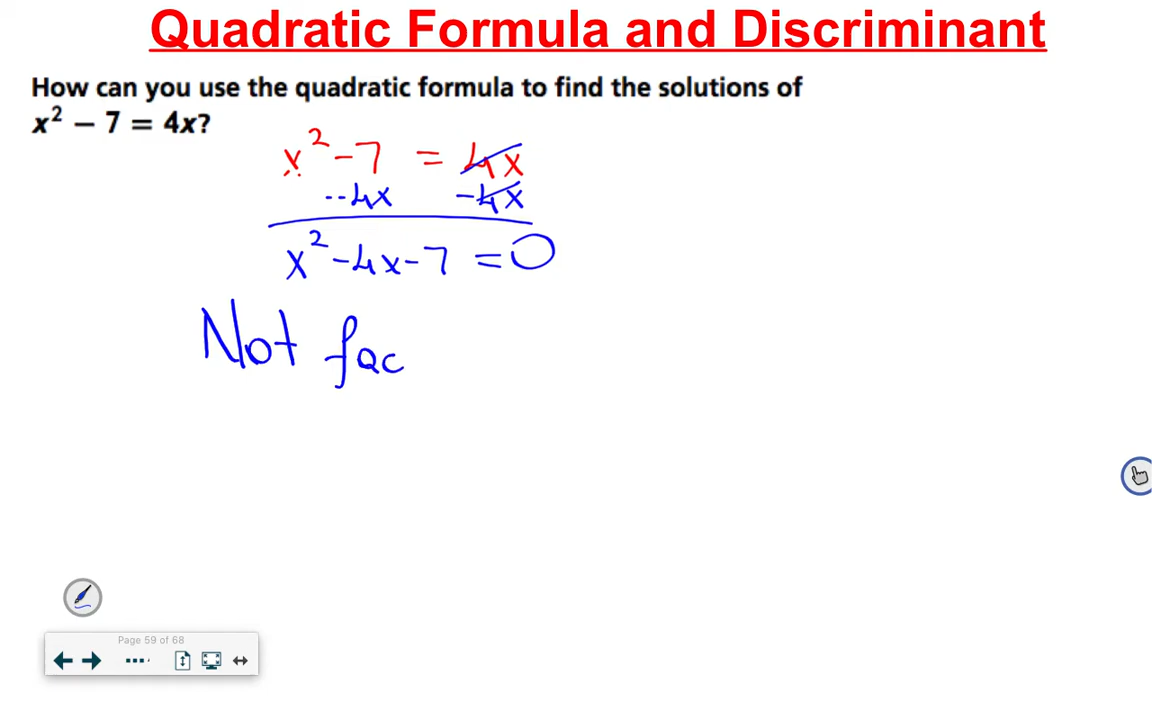 Quadratic Formula and Discriminant
How can you use the quadratic formula to find the solutions of
x² – 7 = 4x?
x² - 7 = 4x
--4x -4x
x² - 4x - 7 = 0
Not fac
Page 59 of 68